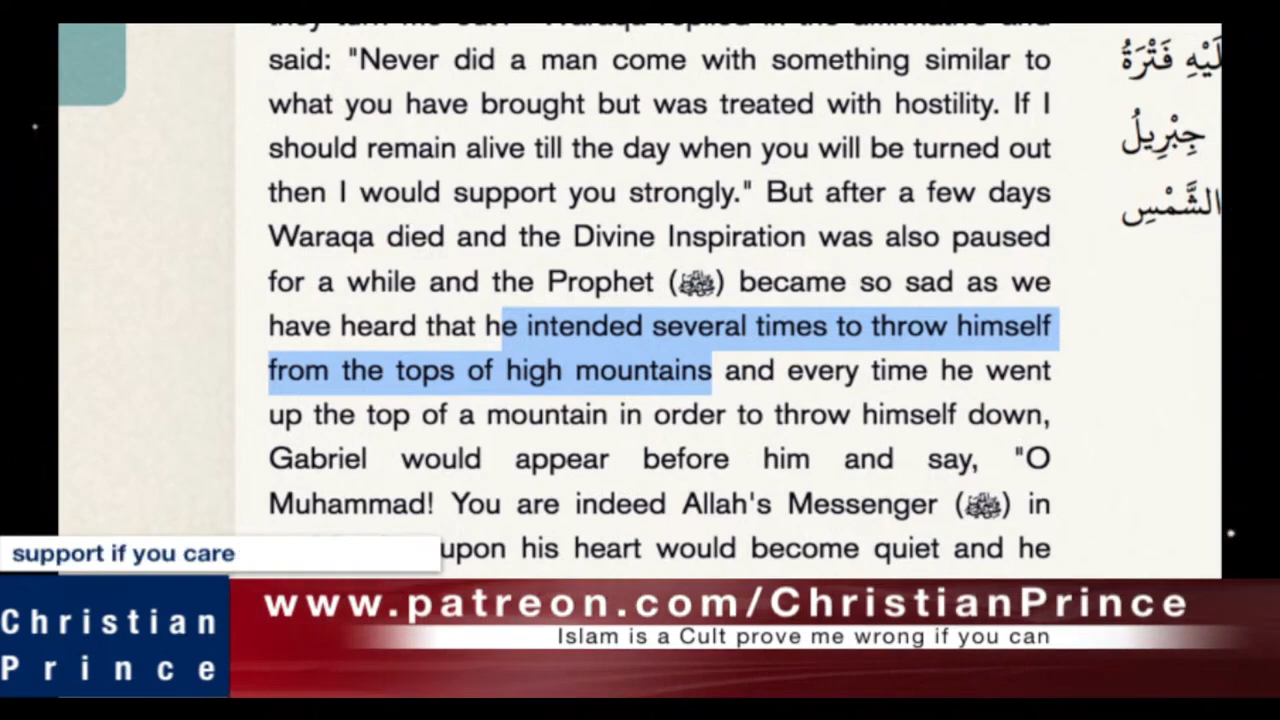 said: "Never did a man come with something similar to
what you have brought but was treated with hostility. If I
should remain alive till the day when you will be turned out
then I would support you strongly." But after a few days
Waraqa died and the Divine Inspiration was also paused
for a while and the Prophet (ﷺ) became so sad as we
have heard that he intended several times to throw himself
from the tops of high mountains and every time he went
up the top of a mountain in order to throw himself down,
Gabriel would appear before him and say, "O
Muhammad! You are indeed Allah's Messenger (ﷺ) in
upon his heart would become quiet and he
لَيْهِ فَتْرَةُ
جِبْرِيلُ
الشَّمْسِ
support if you care
Christian
Prince
www.patreon.com/ChristianPrince
Islam is a Cult prove me wrong if you can